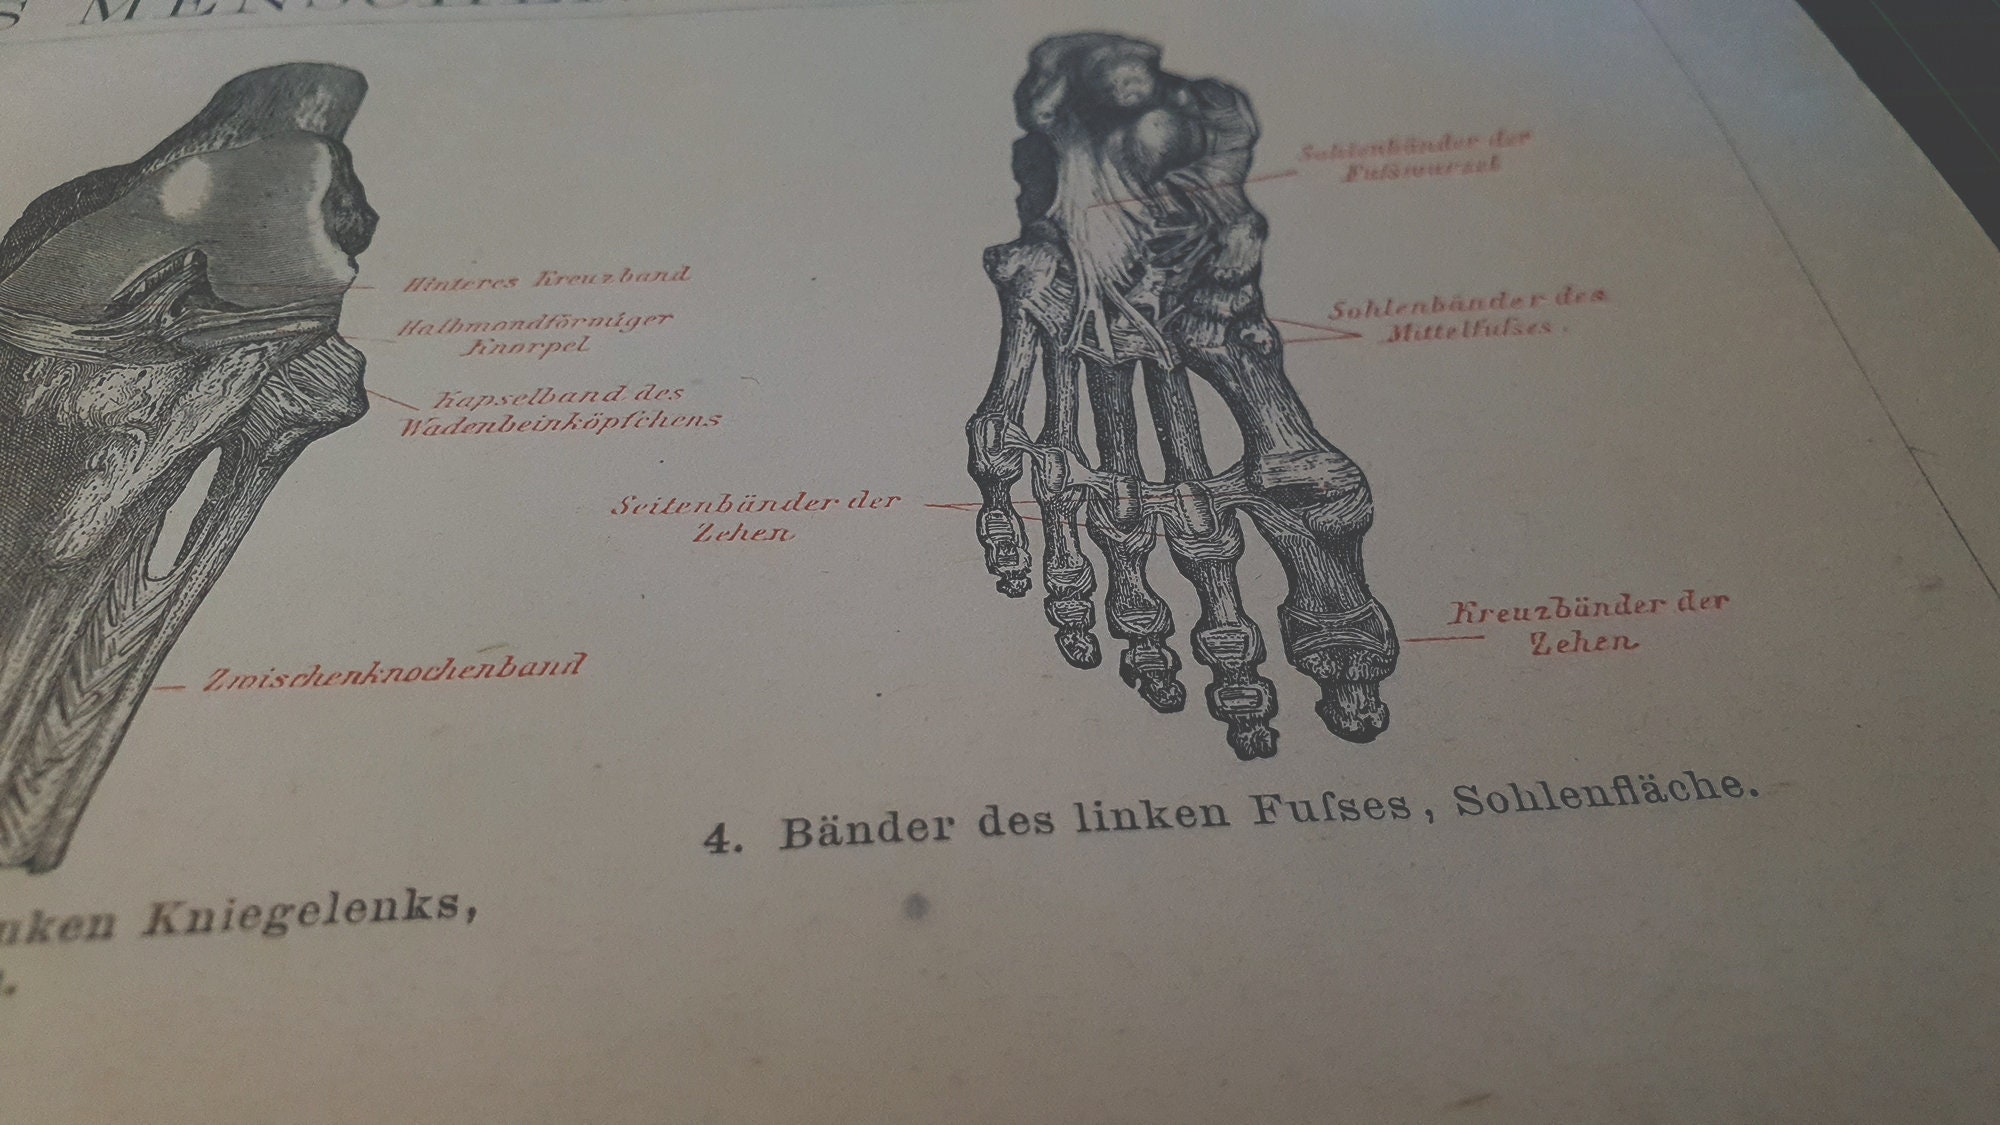 S MENSCHEN
Hinteres Kreuzband
Halbmondförmiger
Knorpel
Kapselband des
Wadenbeinköpfchens
Zwischenknochenband
nken Kniegelenks,
Sohlenbänder der
Fuſswurzel
Sohlenbänder des
Mittelfuſses.
Seitenbänder der
Zehen
Kreuzbänder der
Zehen
4. Bänder des linken Fuſses, Sohlenfläche.